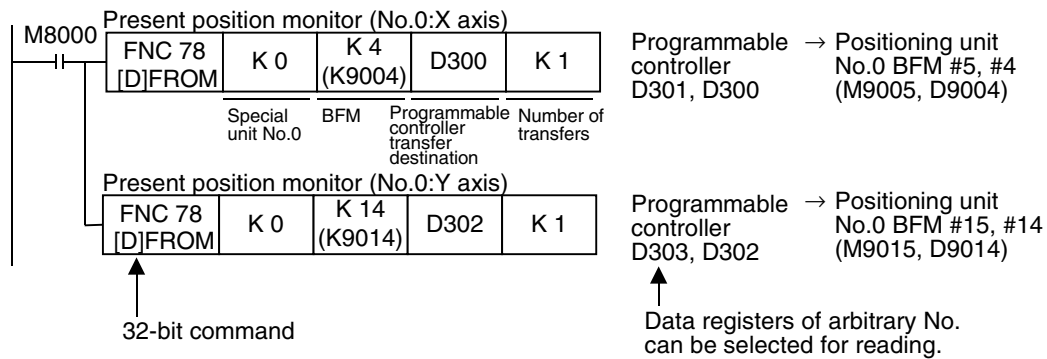 Present position monitor (No.0:X axis)
M8000
FNC 78
[D]FROM
K 0
K 4
(K9004)
D300
K 1
Programmable → Positioning unit
controller No.0 BFM #5, #4
D301, D300 (M9005, D9004)
Special
unit No.0
BFM
Programmable
controller
transfer
destination
Number of
transfers
Present position monitor (No.0:Y axis)
FNC 78
[D]FROM
K 0
K 14
(K9014)
D302
K 1
Programmable → Positioning unit
controller No.0 BFM #15, #14
D303, D302 (M9015, D9014)
32-bit command
Data registers of arbitrary No.
can be selected for reading.